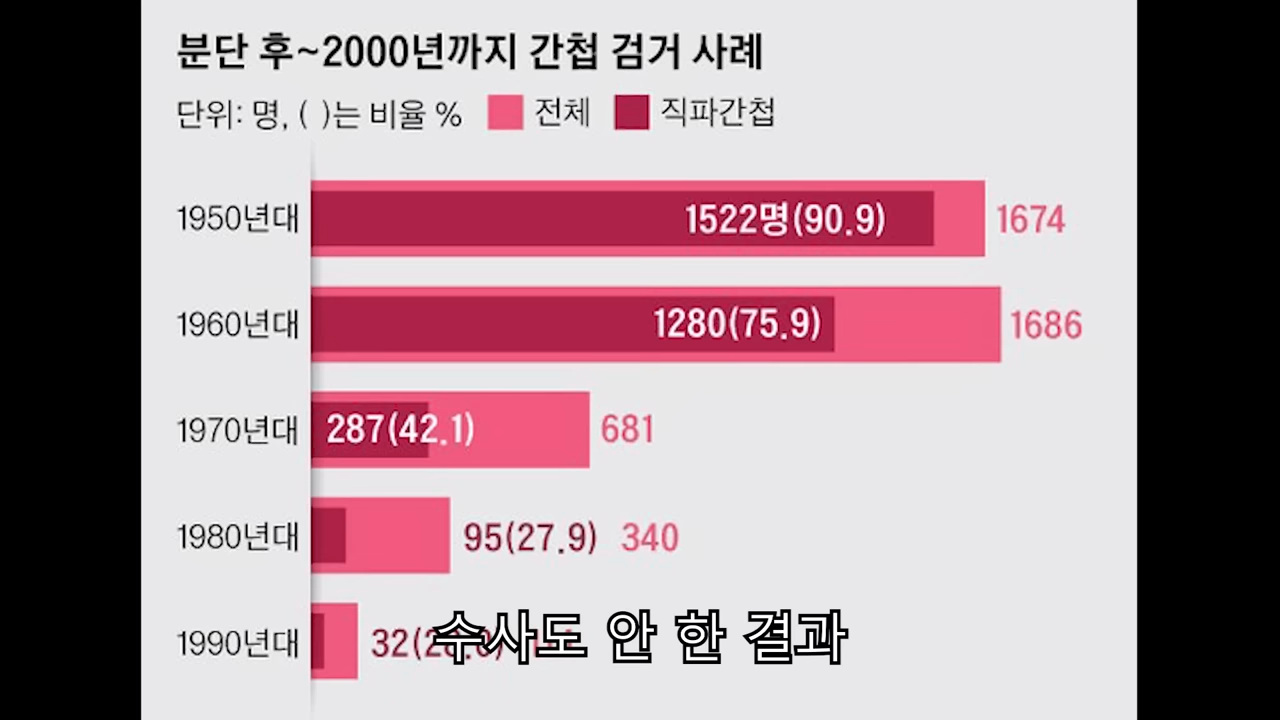 분단 후~2000년까지 간첩 검거 사례
단위: 명, ( )는 비율 % 전체 직파간첩
1950년대 1522명(90.9) 1674
1960년대 1280(75.9) 1686
1970년대 287(42.1) 681
1980년대 95(27.9) 340
1990년대
수사도 안 한 결과